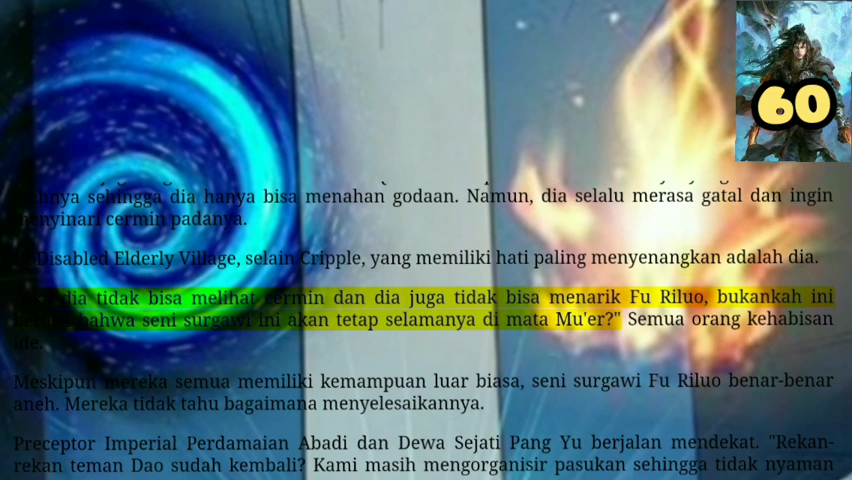 60
sehingga dia hanya bisa menahan godaan. Namun, dia selalu merasa gatal dan ingin
menyinari cermin padanya.
Disabled Elderly Village, selain Cripple, yang memiliki hati paling menyenangkan adalah dia.
dia tidak bisa melihat cermin dan dia juga tidak bisa menarik Fu Riluo, bukankah ini
bahwa seni surgawi ini akan tetap selamanya di mata Mu'er?" Semua orang kehabisan
ide.
Meskipun mereka semua memiliki kemampuan luar biasa, seni surgawi Fu Riluo benar-benar
aneh. Mereka tidak tahu bagaimana menyelesaikannya.
Preceptor Imperial Perdamaian Abadi dan Dewa Sejati Pang Yu berjalan mendekat. "Rekan-
rekan teman Dao sudah kembali? Kami masih mengorganisir pasukan sehingga tidak nyaman